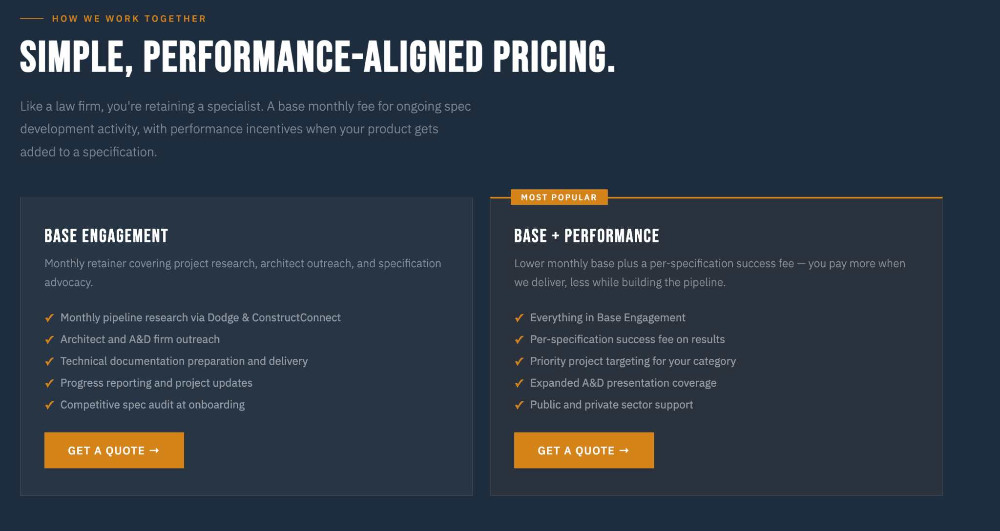 HOW WE WORK TOGETHER
SIMPLE, PERFORMANCE-ALIGNED PRICING.
Like a law firm, you're retaining a specialist. A base monthly fee for ongoing spec
development activity, with performance incentives when your product gets
added to a specification.
BASE ENGAGEMENT
Monthly retainer covering project research, architect outreach, and specification
advocacy.
✔ Monthly pipeline research via Dodge & ConstructConnect
✔ Architect and A&D firm outreach
✔ Technical documentation preparation and delivery
✔ Progress reporting and project updates
✔ Competitive spec audit at onboarding
GET A QUOTE →
MOST POPULAR
BASE + PERFORMANCE
Lower monthly base plus a per-specification success fee — you pay more when
we deliver, less while building the pipeline.
✔ Everything in Base Engagement
✔ Per-specification success fee on results
✔ Priority project targeting for your category
✔ Expanded A&D presentation coverage
✔ Public and private sector support
GET A QUOTE →